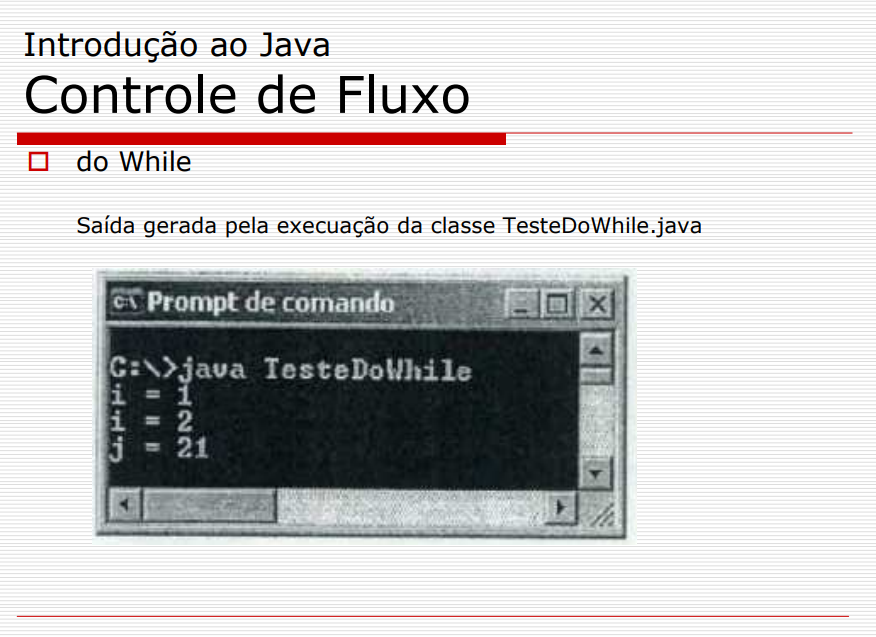 Introdução ao Java
Controle de Fluxo
do While
Saída gerada pela execuação da classe TesteDoWhile.java
Prompt de comando
C:\>java TesteDoWhile
i = 1
i = 2
j = 21